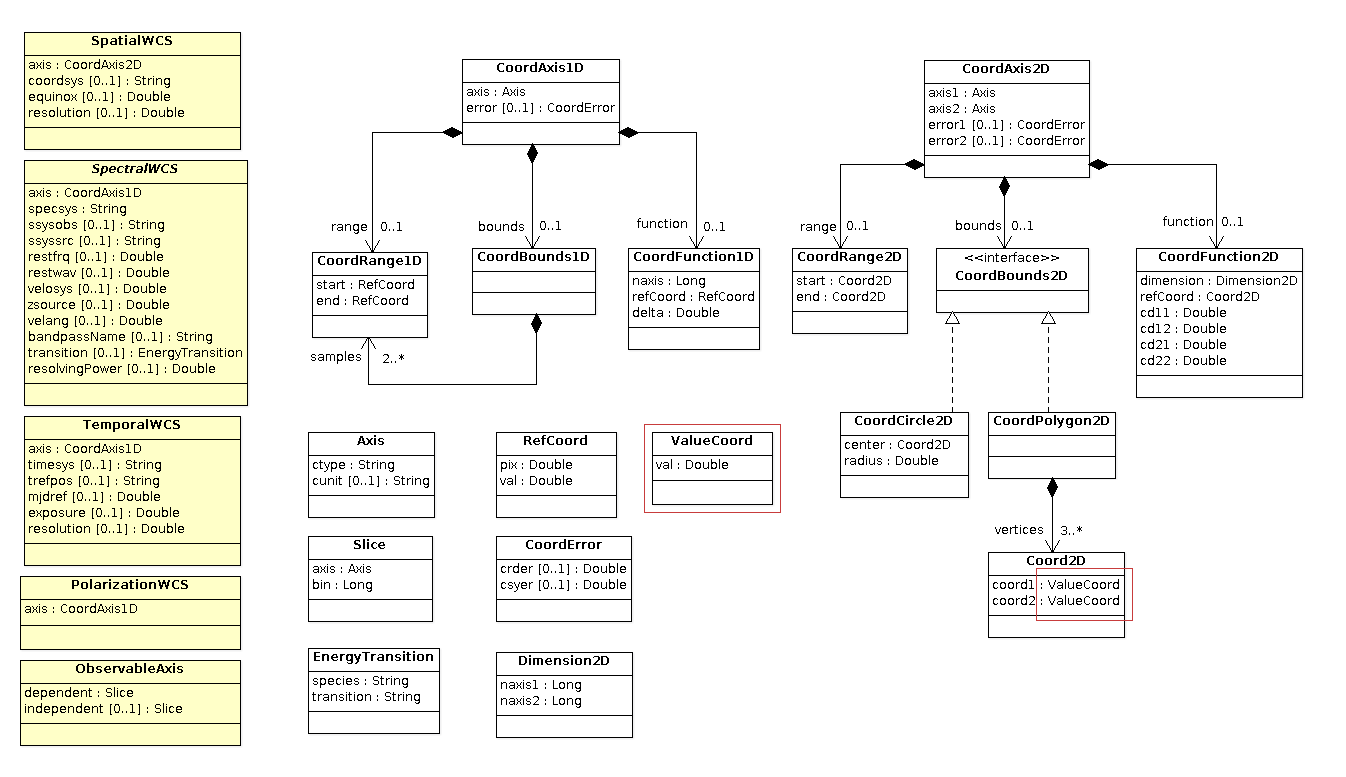 SpatialWCS
axis : CoordAxis2D
coordsys [0..1] : String
equinox [0..1] : Double
resolution [0..1] : Double
SpectralWCS
axis : CoordAxis1D
specsys : String
ssysobs [0..1] : String
ssyssrc [0..1] : String
restfrq [0..1] : Double
restwav [0..1] : Double
velosys [0..1] : Double
zsource [0..1] : Double
velang [0..1] : Double
bandpassName [0..1] : String
transition [0..1] : EnergyTransition
resolvingPower [0..1] : Double
TemporalWCS
axis : CoordAxis1D
timesys [0..1] : String
trefpos [0..1] : String
mjdref [0..1] : Double
exposure [0..1] : Double
resolution [0..1] : Double
PolarizationWCS
axis : CoordAxis1D
ObservableAxis
dependent : Slice
independent [0..1] : Slice
CoordAxis1D
axis : Axis
error [0..1] : CoordError
range 0..1
bounds 0..1
function 0..1
CoordRange1D
start : RefCoord
end : RefCoord
CoordBounds1D
CoordFunction1D
naxis : Long
refCoord : RefCoord
delta : Double
samples 2..*
CoordAxis2D
axis1 : Axis
axis2 : Axis
error1 [0..1] : CoordError
error2 [0..1] : CoordError
range 0..1
bounds 0..1
function 0..1
CoordRange2D
start : Coord2D
end : Coord2D
<<interface>>
CoordBounds2D
CoordFunction2D
dimension : Dimension2D
refCoord : Coord2D
cd11 : Double
cd12 : Double
cd21 : Double
cd22 : Double
CoordCircle2D
center : Coord2D
radius : Double
CoordPolygon2D
vertices 3..*
Coord2D
coord1 : ValueCoord
coord2 : ValueCoord
Axis
ctype : String
cunit [0..1] : String
RefCoord
pix : Double
val : Double
ValueCoord
val : Double
Slice
axis : Axis
bin : Long
CoordError
crder [0..1] : Double
csyer [0..1] : Double
EnergyTransition
species : String
transition : String
Dimension2D
naxis1 : Long
naxis2 : Long